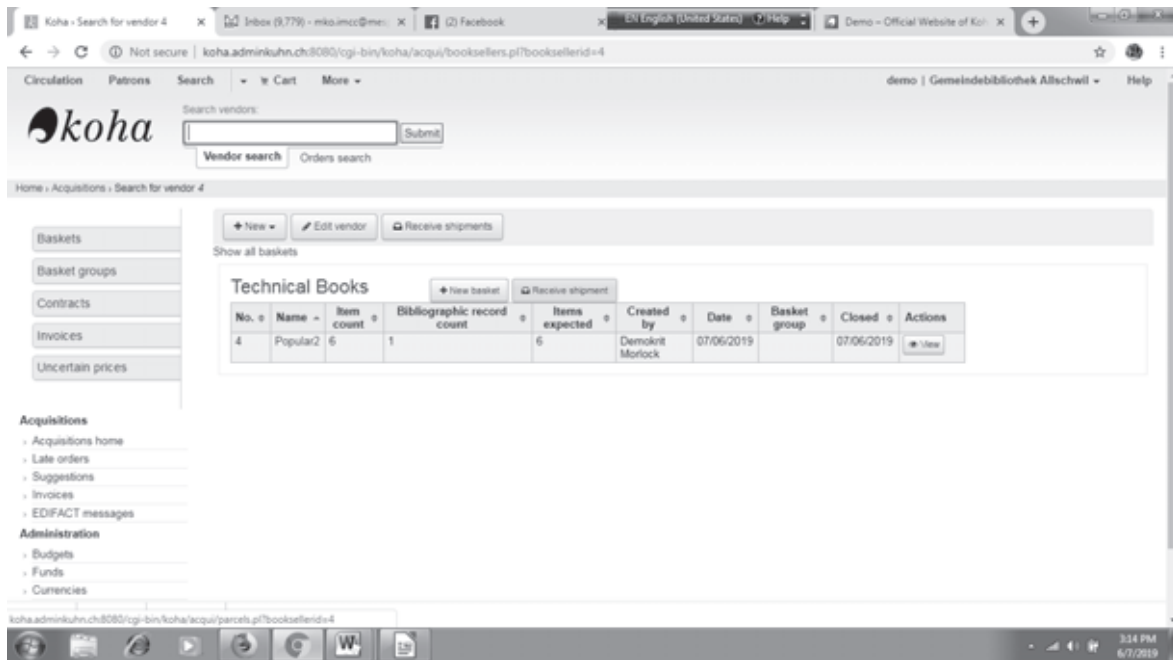 Koha › Search for vendor 4
Inbox (9,779) - mko.imcc@me
(2) Facebook
EN English (United States)
Help
Demo – Official Website of Koh
Not secure | koha.adminkuhn.ch:8080/cgi-bin/koha/acqui/booksellers.pl?booksellerid=4
Circulation Patrons Search Cart More
demo | Gemeindebibliothek Allschwil
Help
koha
Search vendors:
Submit
Vendor search Orders search
Home › Acquisitions › Search for vendor 4
Baskets
Basket groups
Contracts
Invoices
Uncertain prices
+ New Edit vendor Receive shipments
Show all baskets
Technical Books
+ New basket Receive shipment
No. Name Item count Bibliographic record count Items expected Created by Date Basket group Closed Actions
4 Popular2 6 1 6 Demokrit Morlock 07/06/2019 07/06/2019 View
Acquisitions
› Acquisitions home
› Late orders
› Suggestions
› Invoices
› EDIFACT messages
Administration
› Budgets
› Funds
› Currencies
koha.adminkuhn.ch:8080/cgi-bin/koha/acqui/parcels.pl?booksellerid=4
3:14 PM
6/7/2019